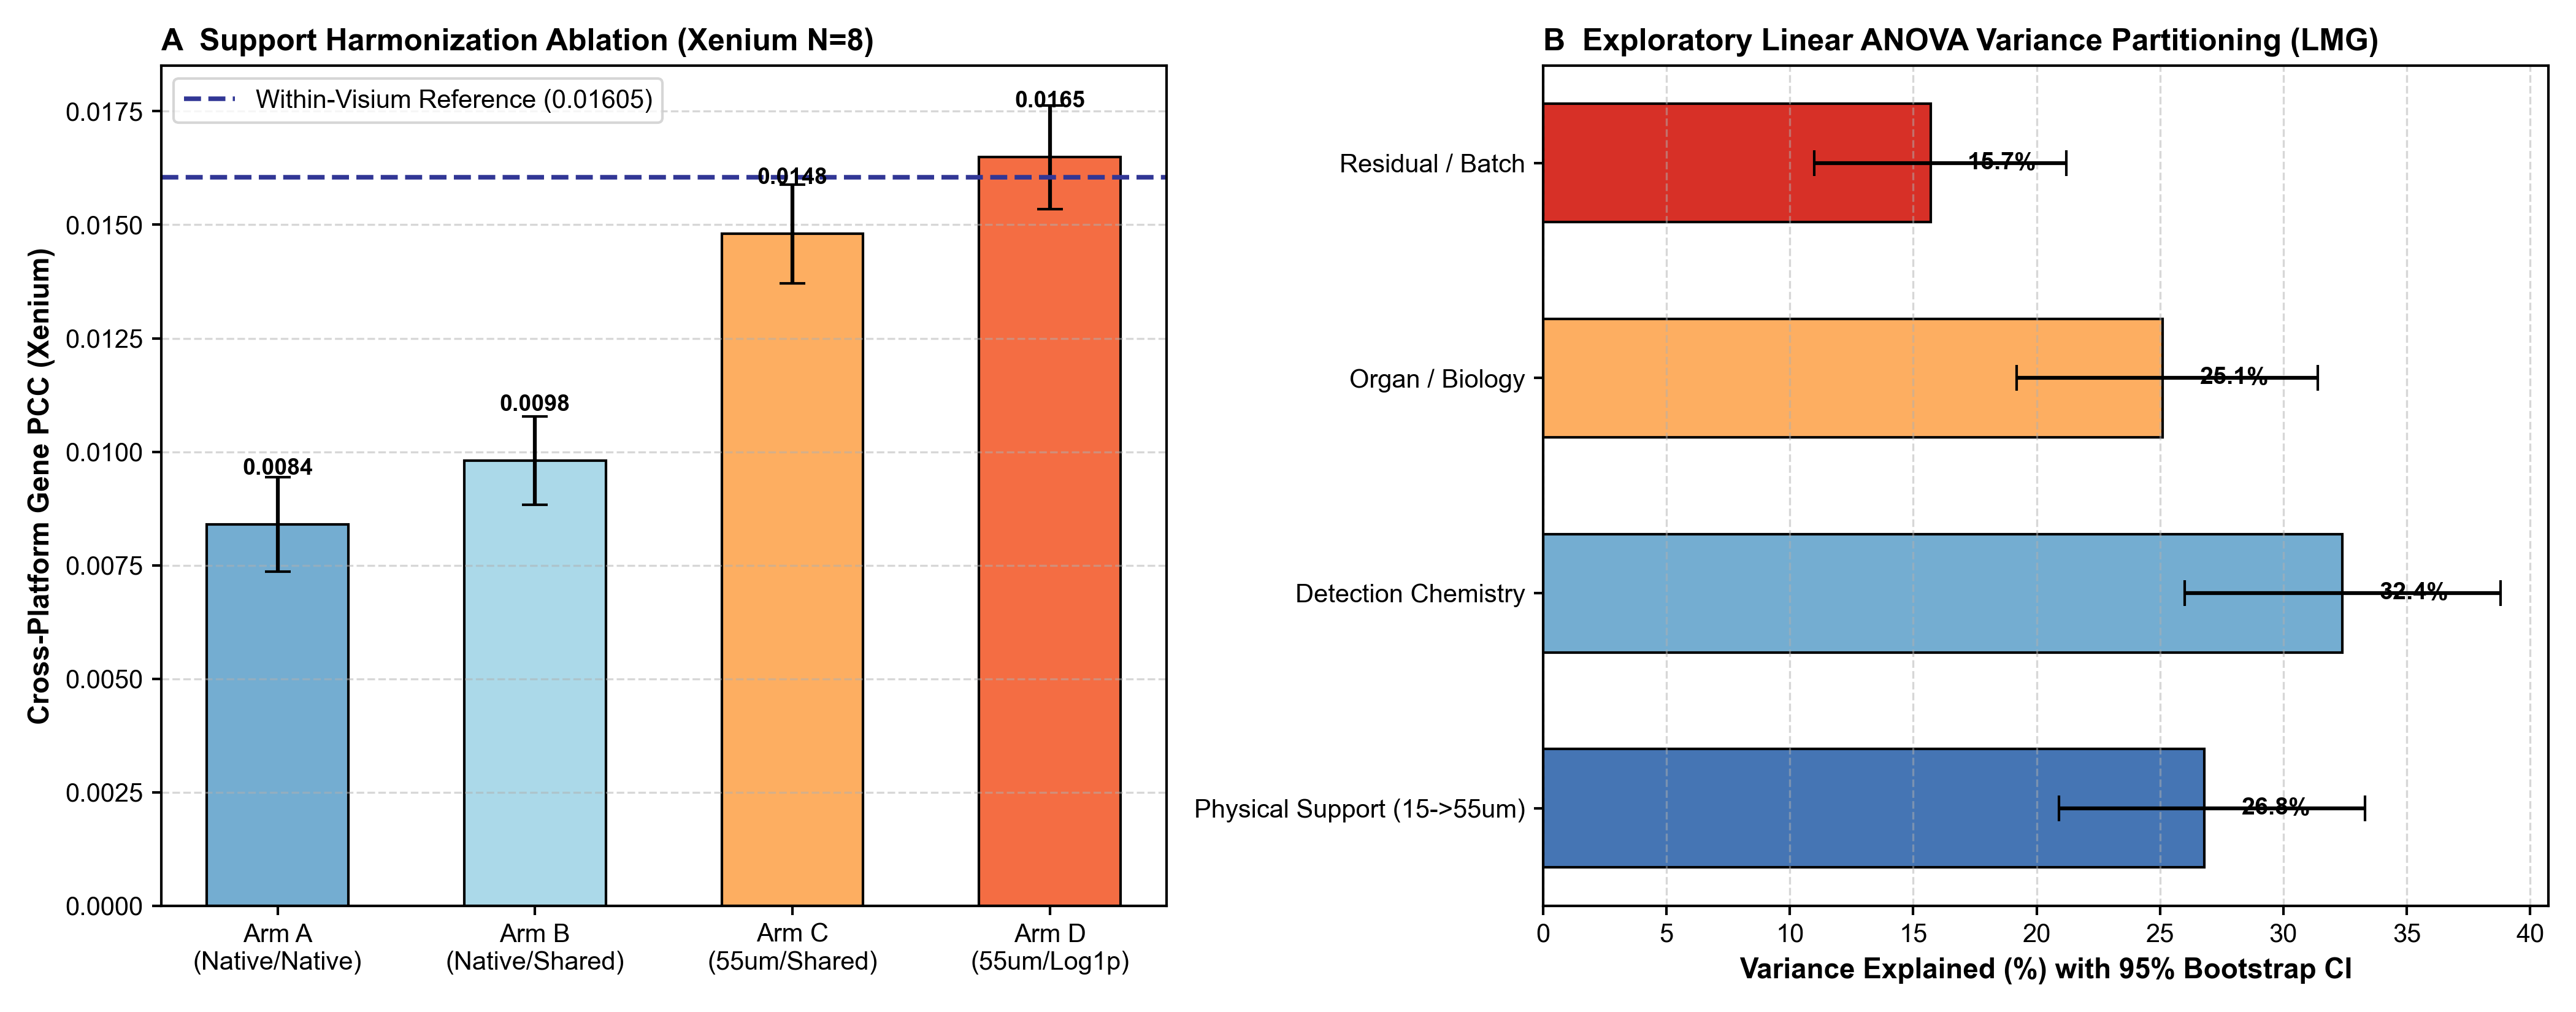 A  Support Harmonization Ablation (Xenium N=8)
Within-Visium Reference (0.01605)
Cross-Platform Gene PCC (Xenium)
0.0175
0.0150
0.0125
0.0100
0.0075
0.0050
0.0025
0.0000
0.0084
0.0098
0.0148
0.0165
Arm A
(Native/Native)
Arm B
(Native/Shared)
Arm C
(55um/Shared)
Arm D
(55um/Log1p)
B  Exploratory Linear ANOVA Variance Partitioning (LMG)
Residual / Batch
15.7%
Organ / Biology
25.1%
Detection Chemistry
32.4%
Physical Support (15->55um)
26.8%
0 5 10 15 20 25 30 35 40
Variance Explained (%) with 95% Bootstrap CI